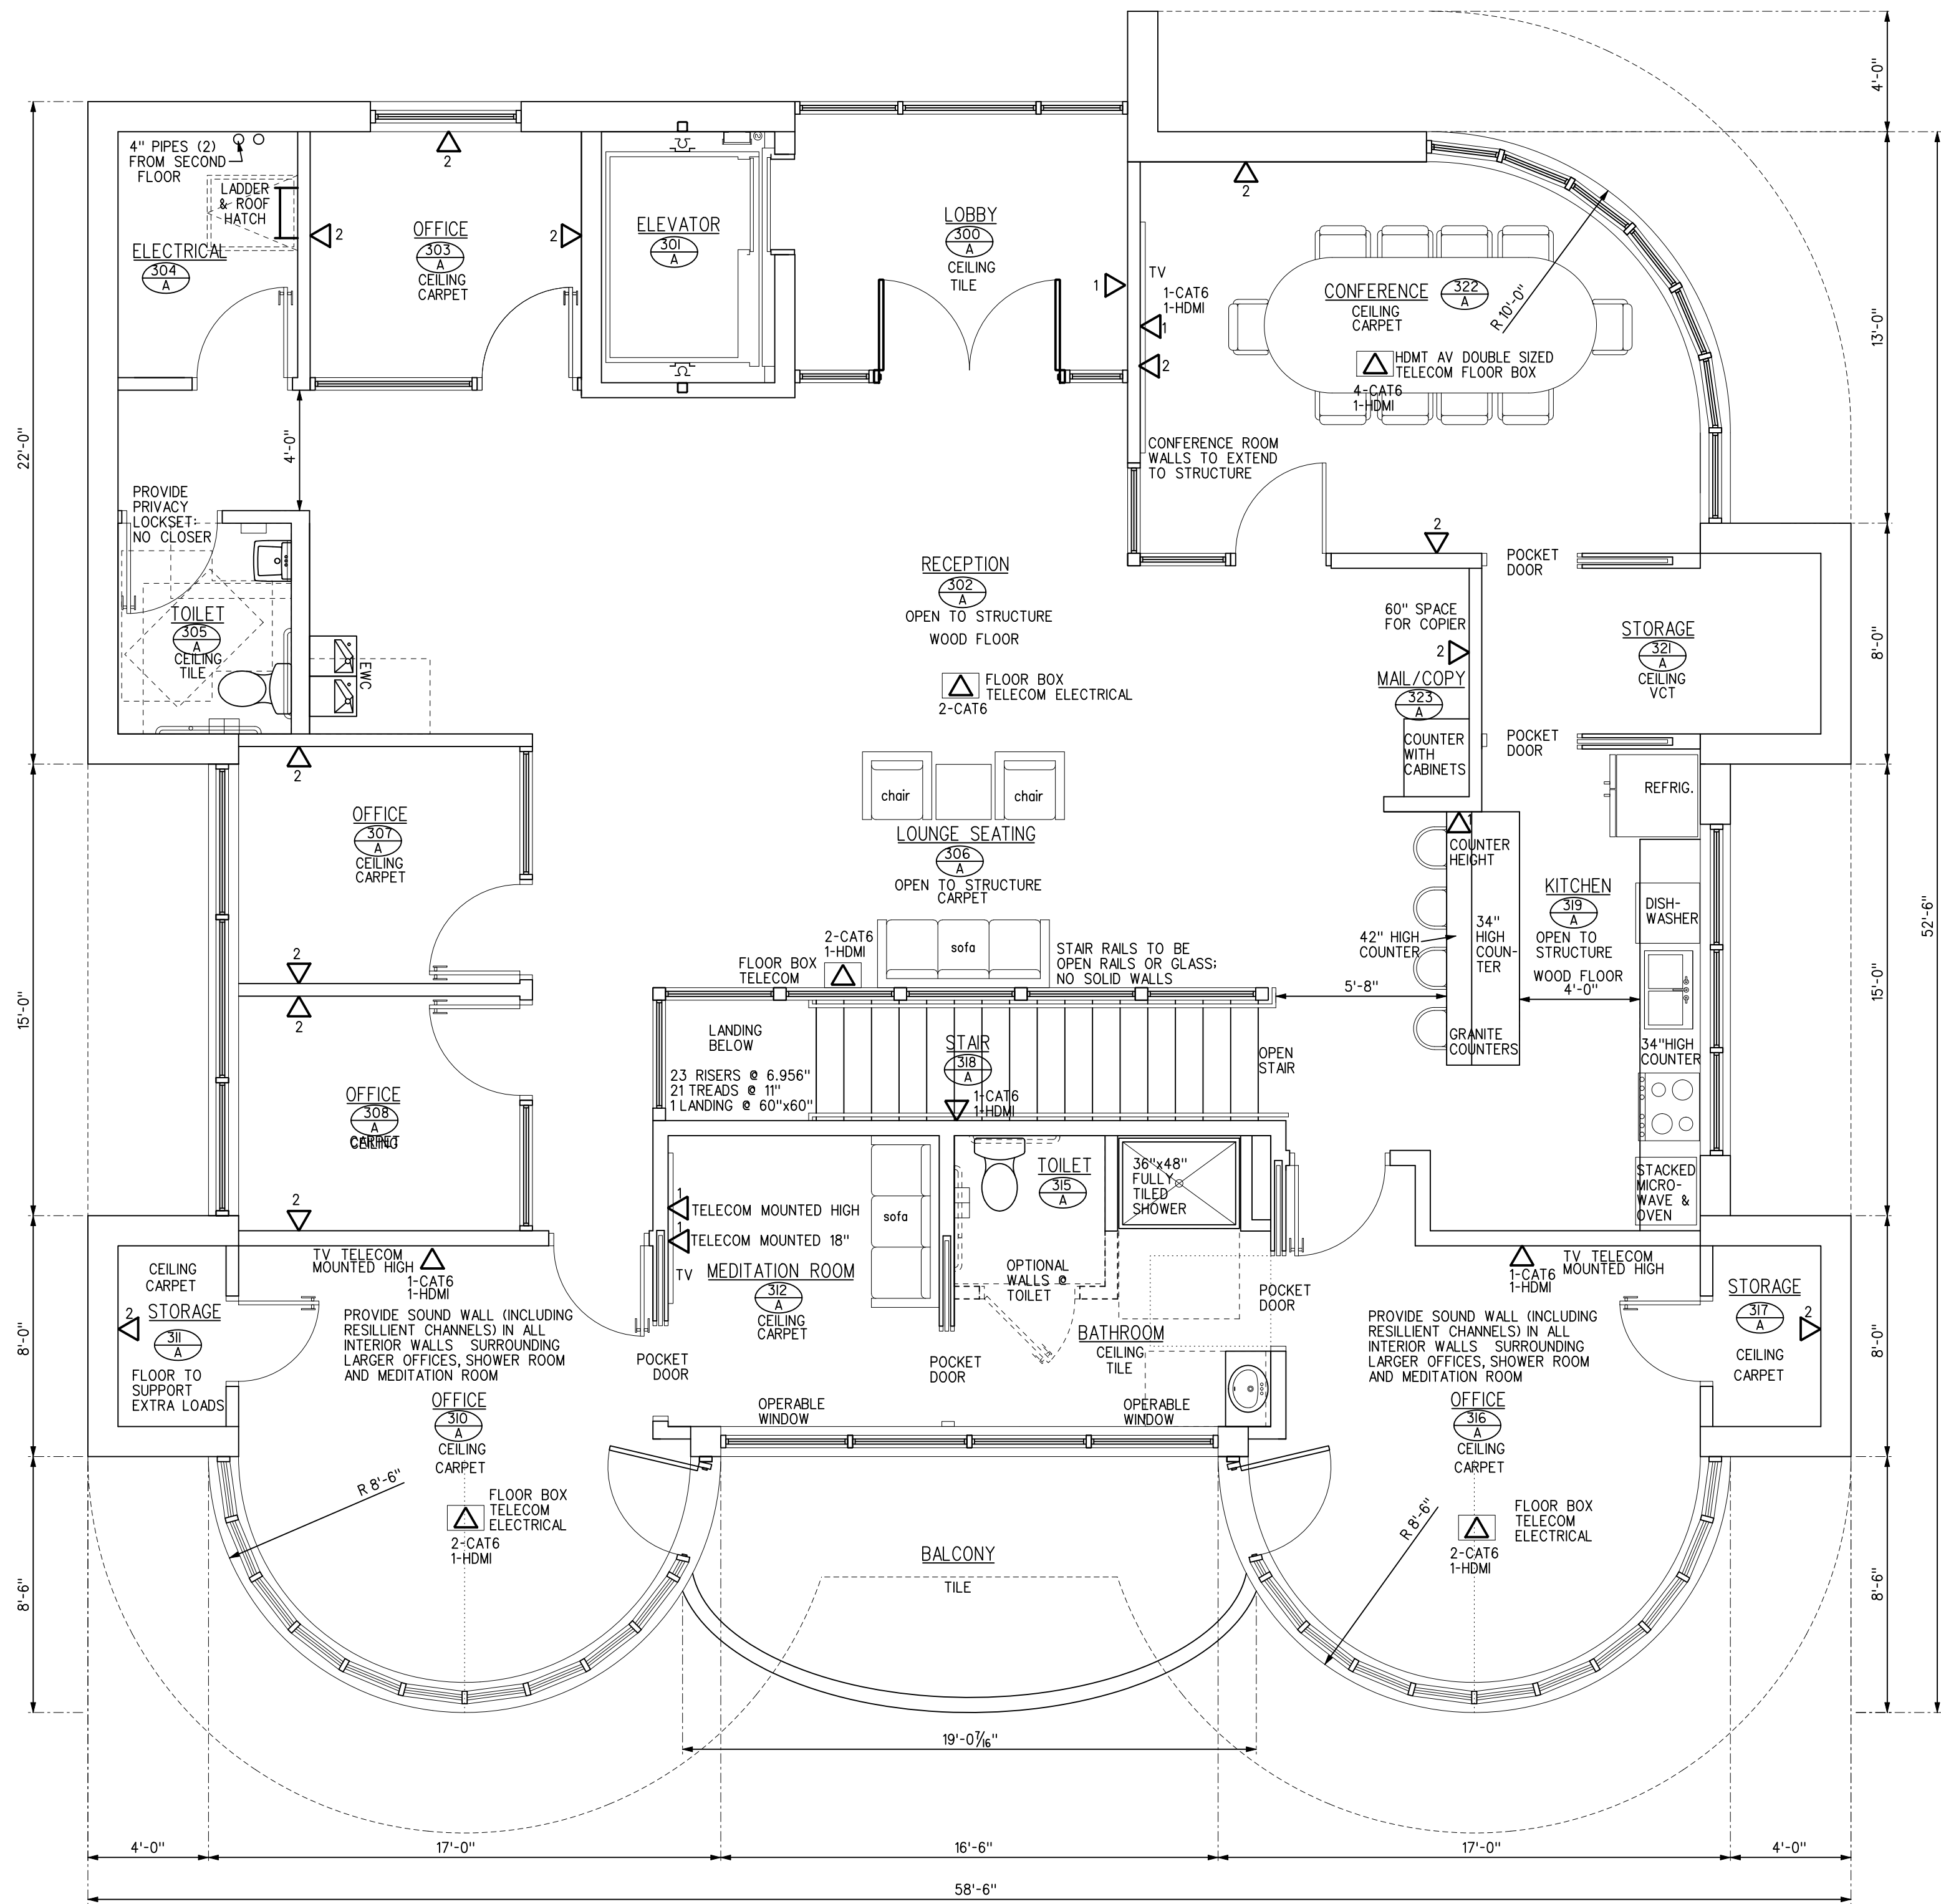 4'-0"
4" PIPES (2)
FROM SECOND
FLOOR
LADDER
& ROOF
HATCH
ELECTRICAL
304
A
2
2
OFFICE
303
A
CEILING
CARPET
2
ELEVATOR
301
A
LOBBY
300
A
CEILING
TILE
1
TV
1-CAT6
1-HDMI
1
2
2
CONFERENCE
322
A
CEILING
CARPET
R 10'-0"
HDMT AV DOUBLE SIZED
TELECOM FLOOR BOX
4-CAT6
1-HDMI
CONFERENCE ROOM
WALLS TO EXTEND
TO STRUCTURE
13'-0"
22'-0"
4'-0"
PROVIDE
PRIVACY
LOCKSET:
NO CLOSER
TOILET
305
A
CEILING
TILE
EWC
RECEPTION
302
A
OPEN TO STRUCTURE
WOOD FLOOR
FLOOR BOX
TELECOM ELECTRICAL
2-CAT6
2
POCKET
DOOR
60" SPACE
FOR COPIER
2
MAIL/COPY
323
A
COUNTER
WITH
CABINETS
POCKET
DOOR
STORAGE
321
A
CEILING
VCT
8'-0"
52'-6"
2
OFFICE
307
A
CEILING
CARPET
2
chair
chair
LOUNGE SEATING
306
A
OPEN TO STRUCTURE
CARPET
sofa
2-CAT6
1-HDMI
FLOOR BOX
TELECOM
STAIR RAILS TO BE
OPEN RAILS OR GLASS;
NO SOLID WALLS
REFRIG.
1
COUNTER
HEIGHT
KITCHEN
319
A
OPEN TO
STRUCTURE
WOOD FLOOR
4'-0"
DISH-
WASHER
34"
HIGH
COUN-
TER
42" HIGH
COUNTER
5'-8"
GRANITE
COUNTERS
34"HIGH
COUNTER
STACKED
MICRO-
WAVE &
OVEN
15'-0"
15'-0"
2
OFFICE
308
A
CARPET
CEILING
2
LANDING
BELOW
23 RISERS @ 6.956"
21 TREADS @ 11"
1 LANDING @ 60"x60"
STAIR
318
A
1-CAT6
1-HDMI
OPEN
STAIR
1
TELECOM MOUNTED HIGH
1
TELECOM MOUNTED 18"
TV
MEDITATION ROOM
312
A
CEILING
CARPET
sofa
TOILET
315
A
36"x48"
FULLY
TILED
SHOWER
OPTIONAL
WALLS @
TOILET
BATHROOM
CEILING
TILE
POCKET
DOOR
POCKET
DOOR
POCKET
DOOR
OPERABLE
WINDOW
OPERABLE
WINDOW
CEILING
CARPET
2
STORAGE
311
A
FLOOR TO
SUPPORT
EXTRA LOADS
8'-0"
TV TELECOM
MOUNTED HIGH
1-CAT6
1-HDMI
PROVIDE SOUND WALL (INCLUDING
RESILLIENT CHANNELS) IN ALL
INTERIOR WALLS SURROUNDING
LARGER OFFICES, SHOWER ROOM
AND MEDITATION ROOM
OFFICE
310
A
CEILING
CARPET
R 8'-6"
FLOOR BOX
TELECOM
ELECTRICAL
2-CAT6
1-HDMI
8'-6"
TV TELECOM
MOUNTED HIGH
1-CAT6
1-HDMI
PROVIDE SOUND WALL (INCLUDING
RESILLIENT CHANNELS) IN ALL
INTERIOR WALLS SURROUNDING
LARGER OFFICES, SHOWER ROOM
AND MEDITATION ROOM
OFFICE
316
A
CEILING
CARPET
STORAGE
317
A
2
CEILING
CARPET
8'-0"
R 8'-6"
FLOOR BOX
TELECOM
ELECTRICAL
2-CAT6
1-HDMI
8'-6"
BALCONY
TILE
19'-0 7/16"
4'-0"
17'-0"
16'-6"
17'-0"
4'-0"
58'-6"